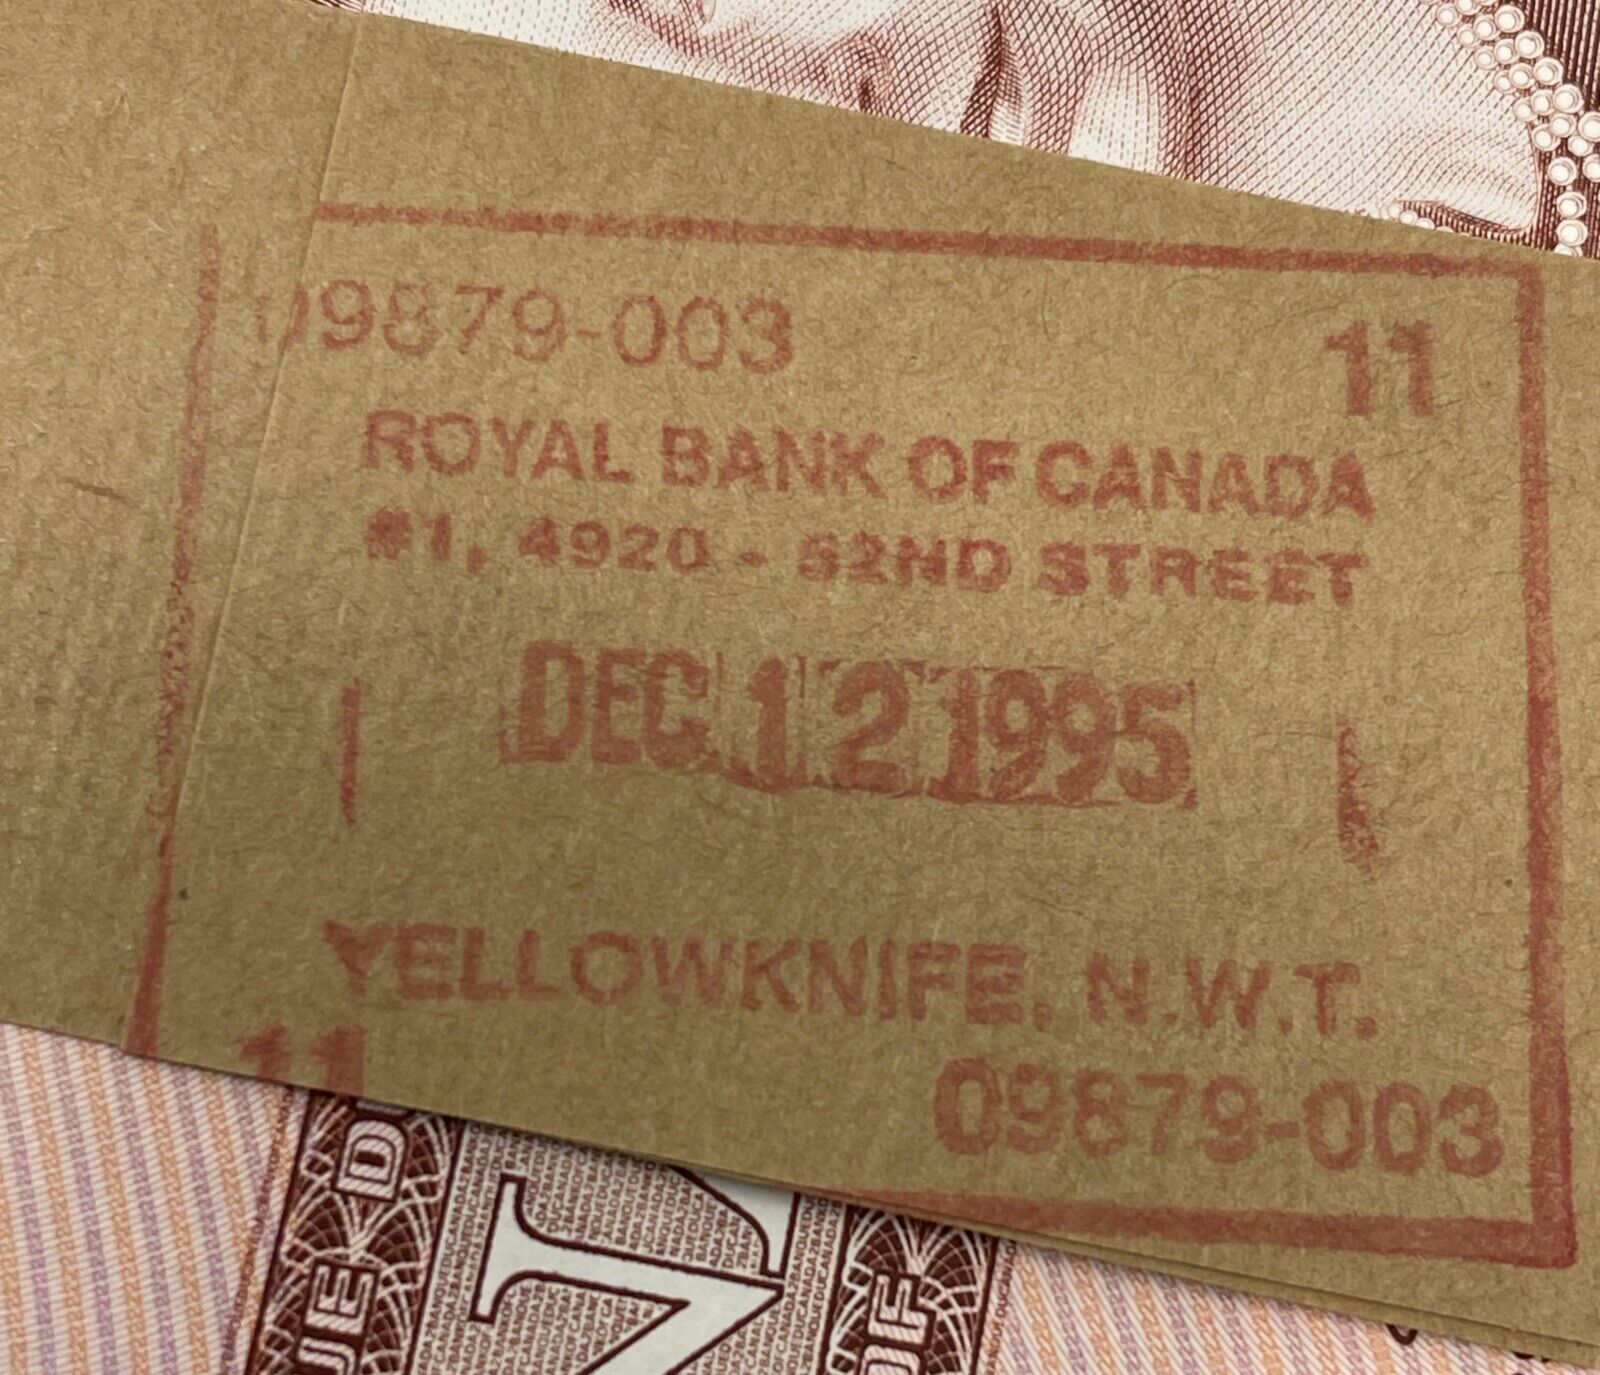 09879-003 11
ROYAL BANK OF CANADA
#1, 4920 - 52ND STREET
DEC 12 1995
YELLOWKNIFE, N.W.T.
11 09879-003